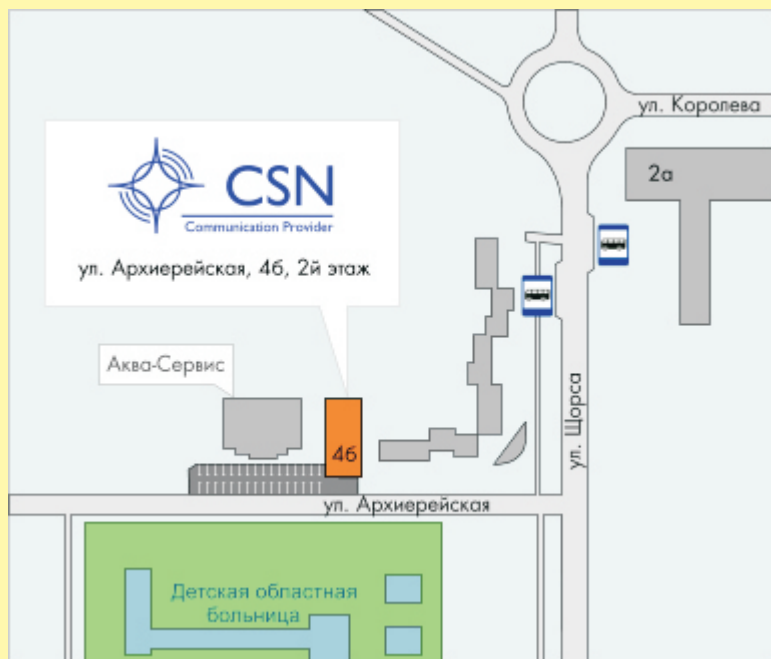 ул. Королева
2а
CSN
Communication Provider
ул. Архиерейская, 4б, 2й этаж
Аква-Сервис
ул. Щорса
4б
ул. Архиерейская
Детская областная
больница